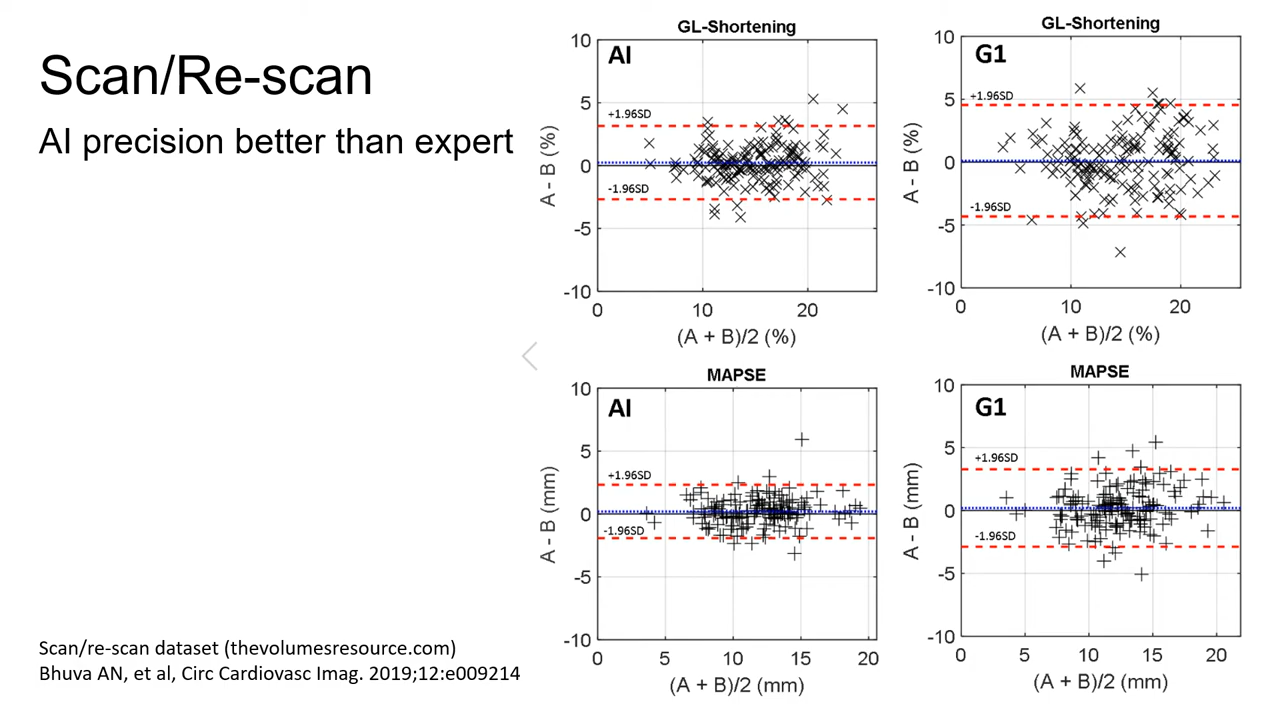 Scan/Re-scan
AI precision better than expert
GL-Shortening
AI
10
5
0
-5
-10
+1.96SD
-1.96SD
A - B (%)
0
10
20
(A + B)/2 (%)
GL-Shortening
G1
10
5
0
-5
-10
+1.96SD
-1.96SD
A - B (%)
0
10
20
(A + B)/2 (%)
MAPSE
AI
10
5
0
-5
-10
+1.96SD
-1.96SD
A - B (mm)
0
5
10
15
20
(A + B)/2 (mm)
MAPSE
G1
10
5
0
-5
-10
+1.96SD
-1.96SD
A - B (mm)
0
5
10
15
20
(A + B)/2 (mm)
Scan/re-scan dataset (thevolumesresource.com)
Bhuva AN, et al, Circ Cardiovasc Imag. 2019;12:e009214